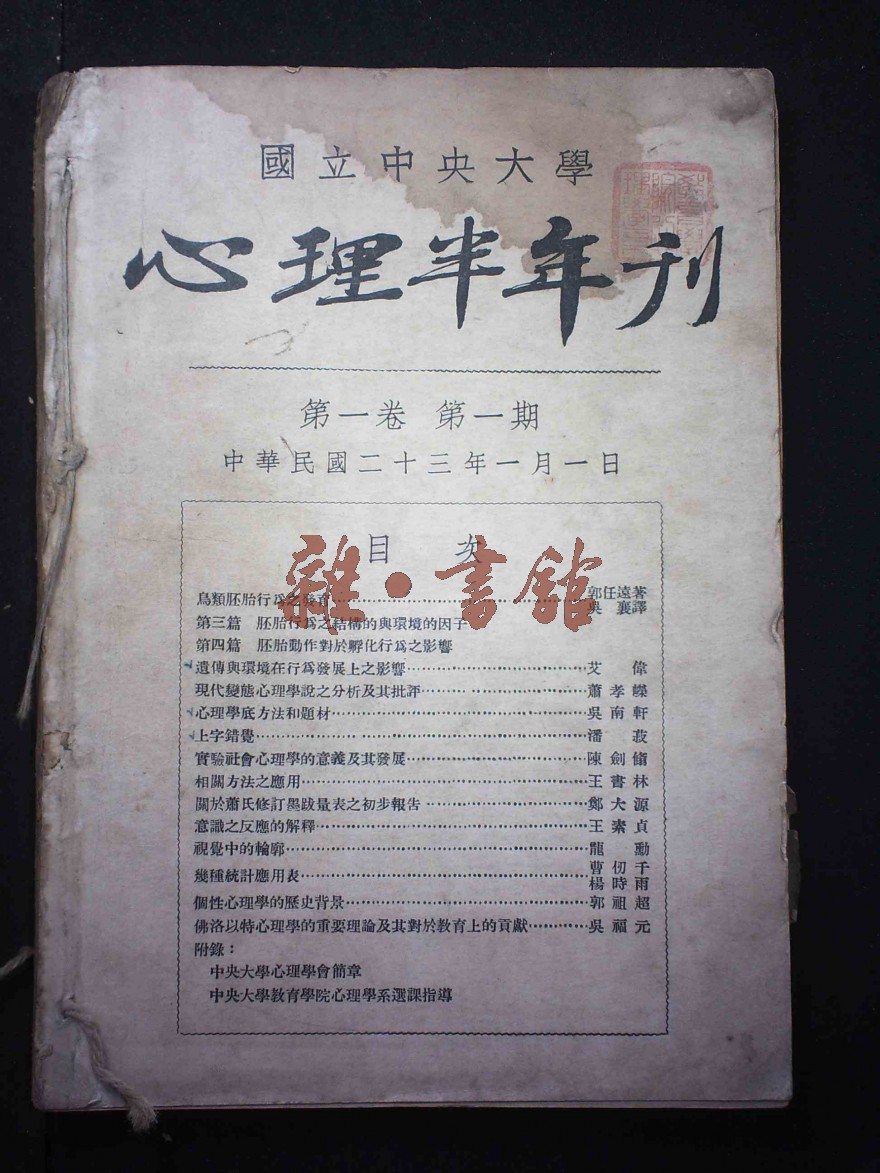 國立中央大學
心理半年刊
第一卷 第一期
中華民國二十三年一月一日
目次
雜·書館
鳥類胚胎行爲之發育……郭任遠著
吳襄譯
第三篇 胚胎行爲之結構的與環境的因子
第四篇 胚胎動作對於孵化行爲之影響
遺傳與環境在行爲發展上之影響……艾偉
現代變態心理學說之分析及其批評……蕭孝嶸
心理學底方法和題材……吳南軒
上字錯覺……潘菽
實驗社會心理學的意義及其發展……陳劍翛
相關方法之應用……王書林
關於蕭氏修訂墨跋量表之初步報告……鄭大源
意識之反應的解釋……王素貞
視覺中的輪廓……龍勳
幾種統計應用表……曹仞千
楊時雨
個性心理學的歷史背景……郭祖超
佛洛以特心理學的重要理論及其對於教育上的貢獻……吳福元
附錄：
中央大學心理學會簡章
中央大學教育學院心理學系選課指導